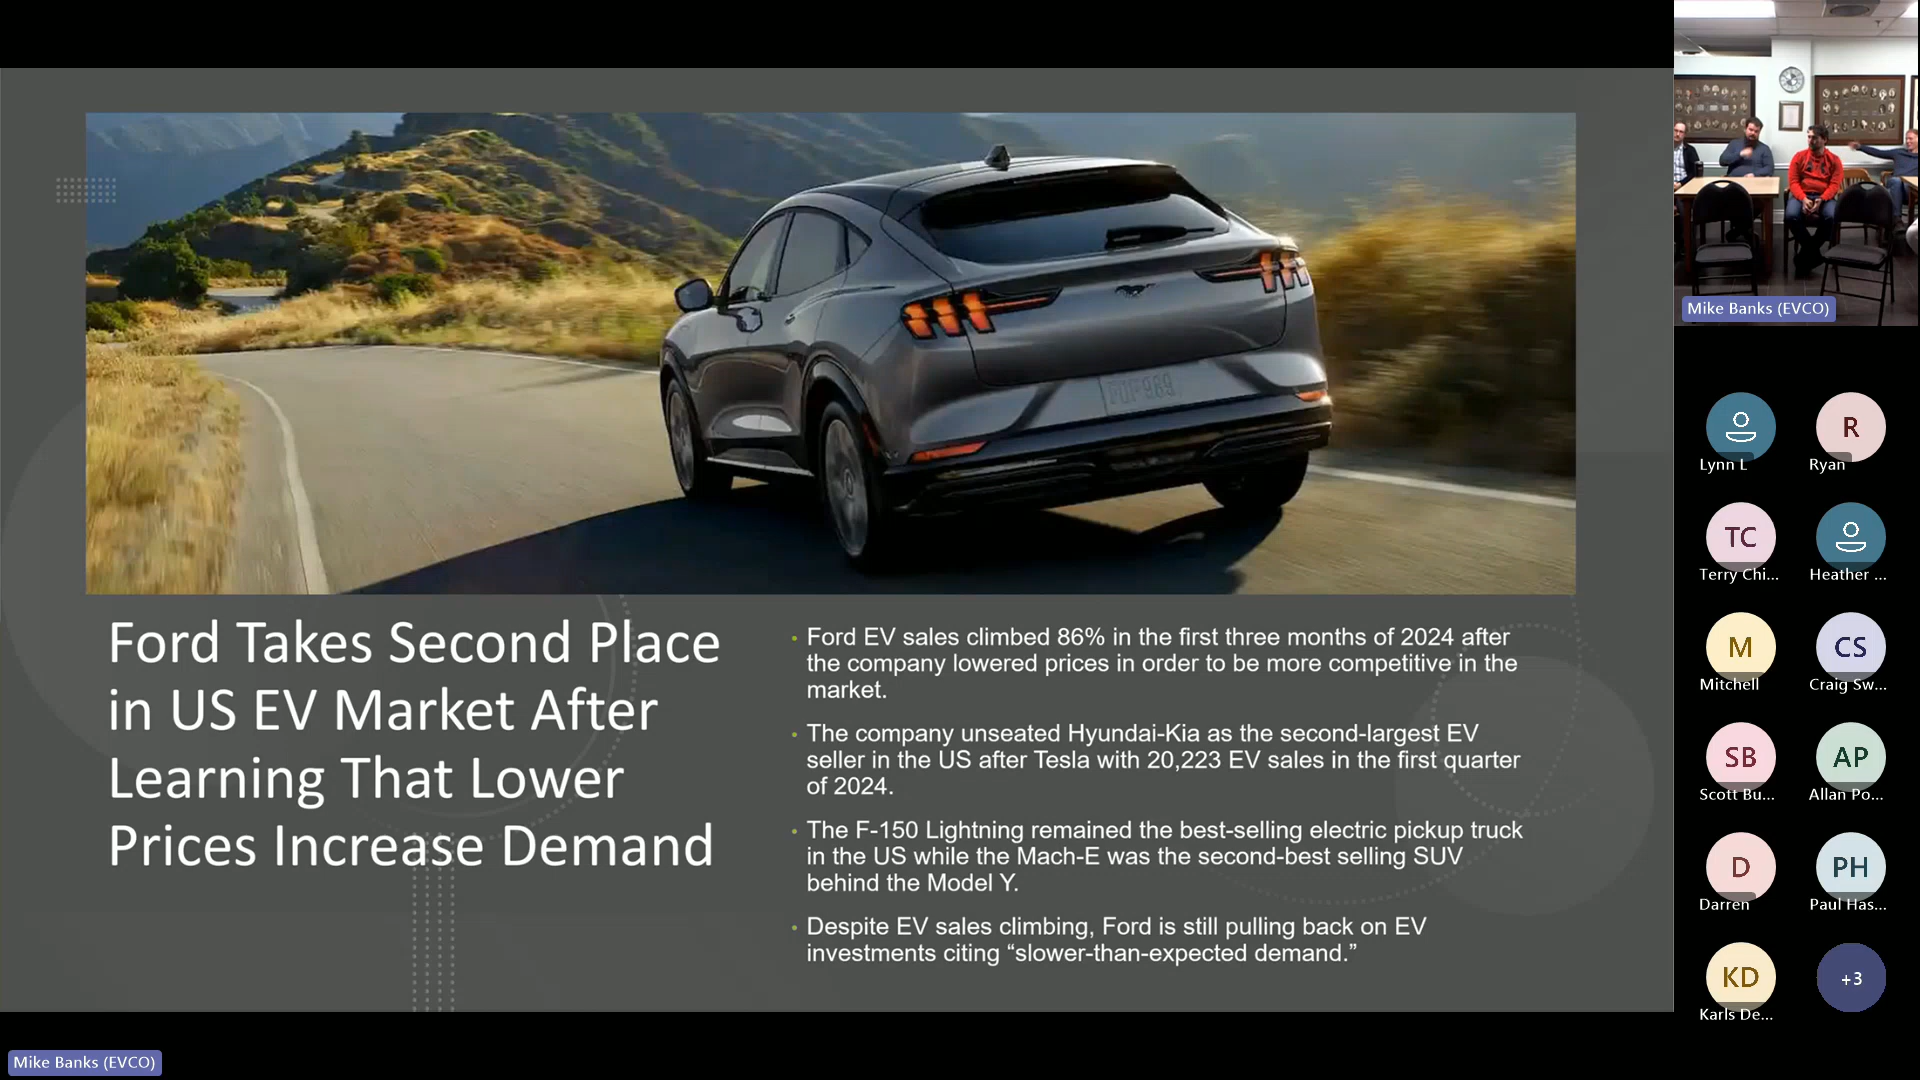 Ford Takes Second Place
in US EV Market After
Learning That Lower
Prices Increase Demand
• Ford EV sales climbed 86% in the first three months of 2024 after
the company lowered prices in order to be more competitive in the
market.
• The company unseated Hyundai-Kia as the second-largest EV
seller in the US after Tesla with 20,223 EV sales in the first quarter
of 2024.
• The F-150 Lightning remained the best-selling electric pickup truck
in the US while the Mach-E was the second-best selling SUV
behind the Model Y.
• Despite EV sales climbing, Ford is still pulling back on EV
investments citing “slower-than-expected demand.”
Mike Banks (EVCO)
Mike Banks (EVCO)
Lynn L
R
Ryan
TC
Terry Chi...
Heather ...
M
Mitchell
CS
Craig Sw...
SB
Scott Bu...
AP
Allan Po...
D
Darren
PH
Paul Has...
KD
Karls De...
+3